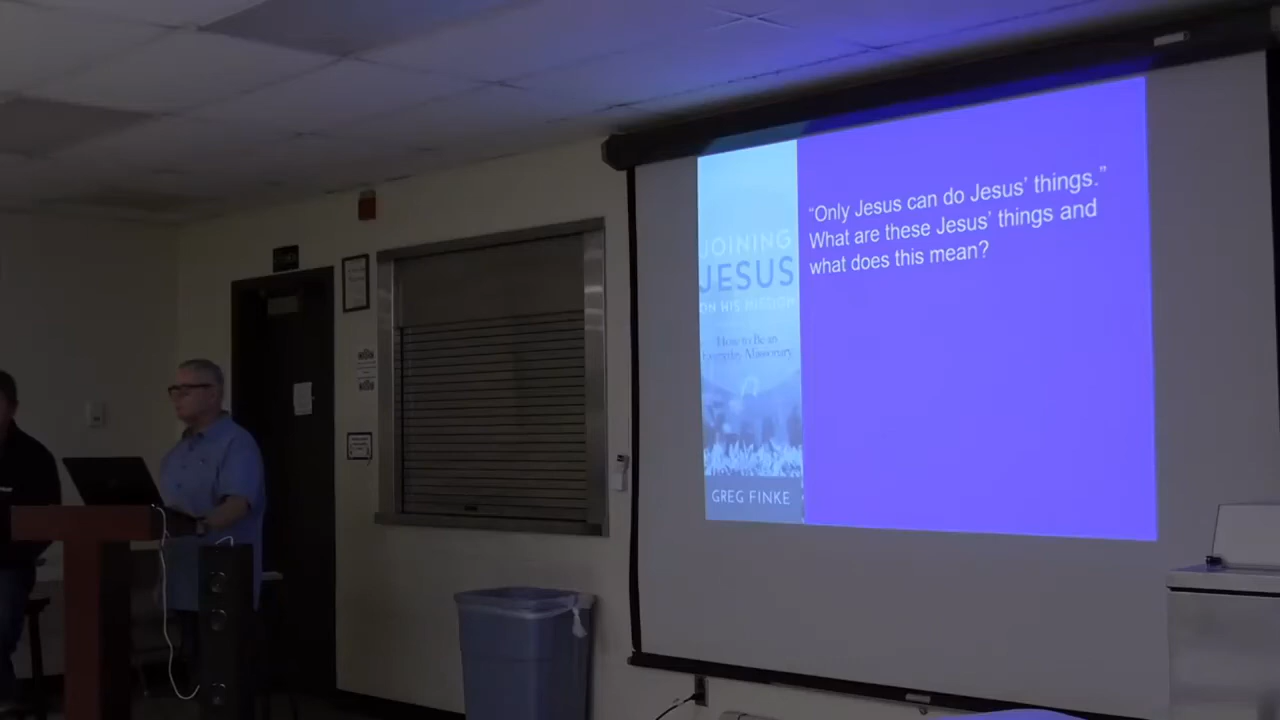 JOINING
JESUS
ON HIS MISSION
How to Be an
Everyday Missionary
GREG FINKE
“Only Jesus can do Jesus’ things.”
What are these Jesus’ things and
what does this mean?